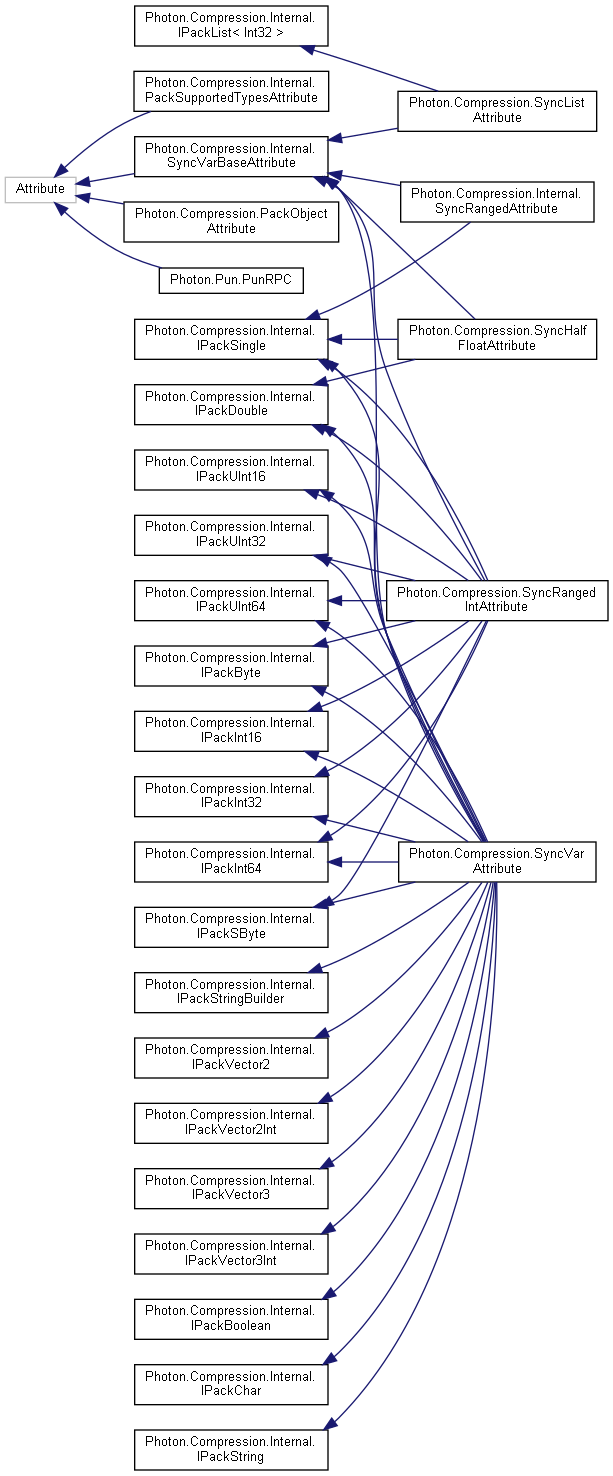 Photon.Compression.Internal.
IPackList< Int32 >
Photon.Compression.Internal.
PackSupportedTypesAttribute
Photon.Compression.SyncList
Attribute
Photon.Compression.Internal.
SyncVarBaseAttribute
Attribute
Photon.Compression.Internal.
SyncRangedAttribute
Photon.Compression.PackObject
Attribute
Photon.Pun.PunRPC
Photon.Compression.Internal.
IPackSingle
Photon.Compression.SyncHalf
FloatAttribute
Photon.Compression.Internal.
IPackDouble
Photon.Compression.Internal.
IPackUInt16
Photon.Compression.Internal.
IPackUInt32
Photon.Compression.Internal.
IPackUInt64
Photon.Compression.SyncRanged
IntAttribute
Photon.Compression.Internal.
IPackByte
Photon.Compression.Internal.
IPackInt16
Photon.Compression.Internal.
IPackInt32
Photon.Compression.Internal.
IPackInt64
Photon.Compression.SyncVar
Attribute
Photon.Compression.Internal.
IPackSByte
Photon.Compression.Internal.
IPackStringBuilder
Photon.Compression.Internal.
IPackVector2
Photon.Compression.Internal.
IPackVector2Int
Photon.Compression.Internal.
IPackVector3
Photon.Compression.Internal.
IPackVector3Int
Photon.Compression.Internal.
IPackBoolean
Photon.Compression.Internal.
IPackChar
Photon.Compression.Internal.
IPackString